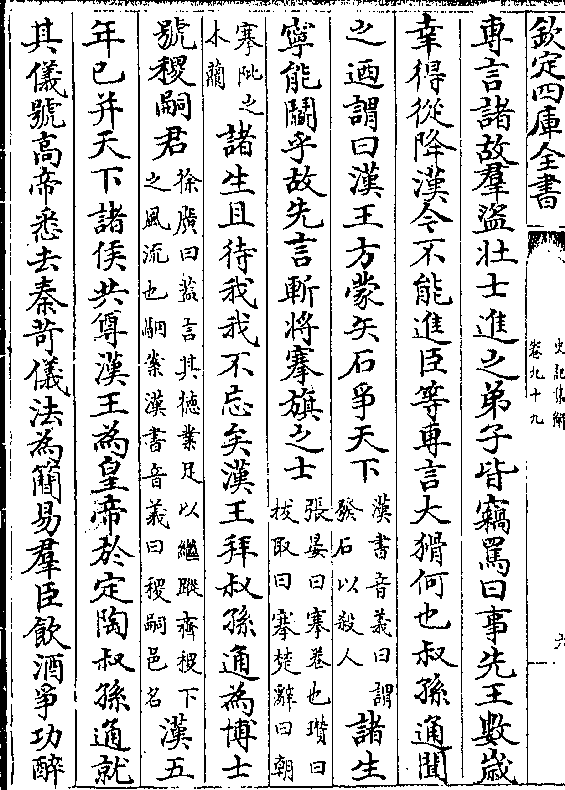 欽定四庫全書
史記集解
卷九十九
六
專言諸故羣盜壯士進之弟子皆竊罵曰事先王數歲
幸得從降漢今不能進臣等專言大猾何也叔孫通聞
之迺謂曰漢王方蒙矢石爭天下
漢書音義曰謂
發石以殺人
諸生
寧能鬬乎故先言斬將搴旗之士
張晏曰搴卷也瓚曰
拔取曰搴楚辭曰朝
搴阰之
木蘭
諸生且待我我不忘矣漢王拜叔孫通為博士
號稷嗣君
徐廣曰蓋言其德業足以繼蹤齊稷下
之風流也駰案漢書音義曰稷嗣邑名
漢五
年已并天下諸侯共尊漢王為皇帝於定陶叔孫通就
其儀號高帝悉去秦苛儀法為簡易羣臣飲酒爭功醉